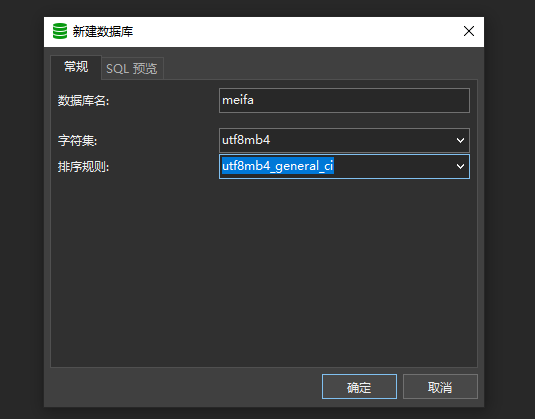 新建数据库
常规 SQL 预览
数据库名: meifa
字符集: utf8mb4
排序规则: utf8mb4_general_ci
确定 取消